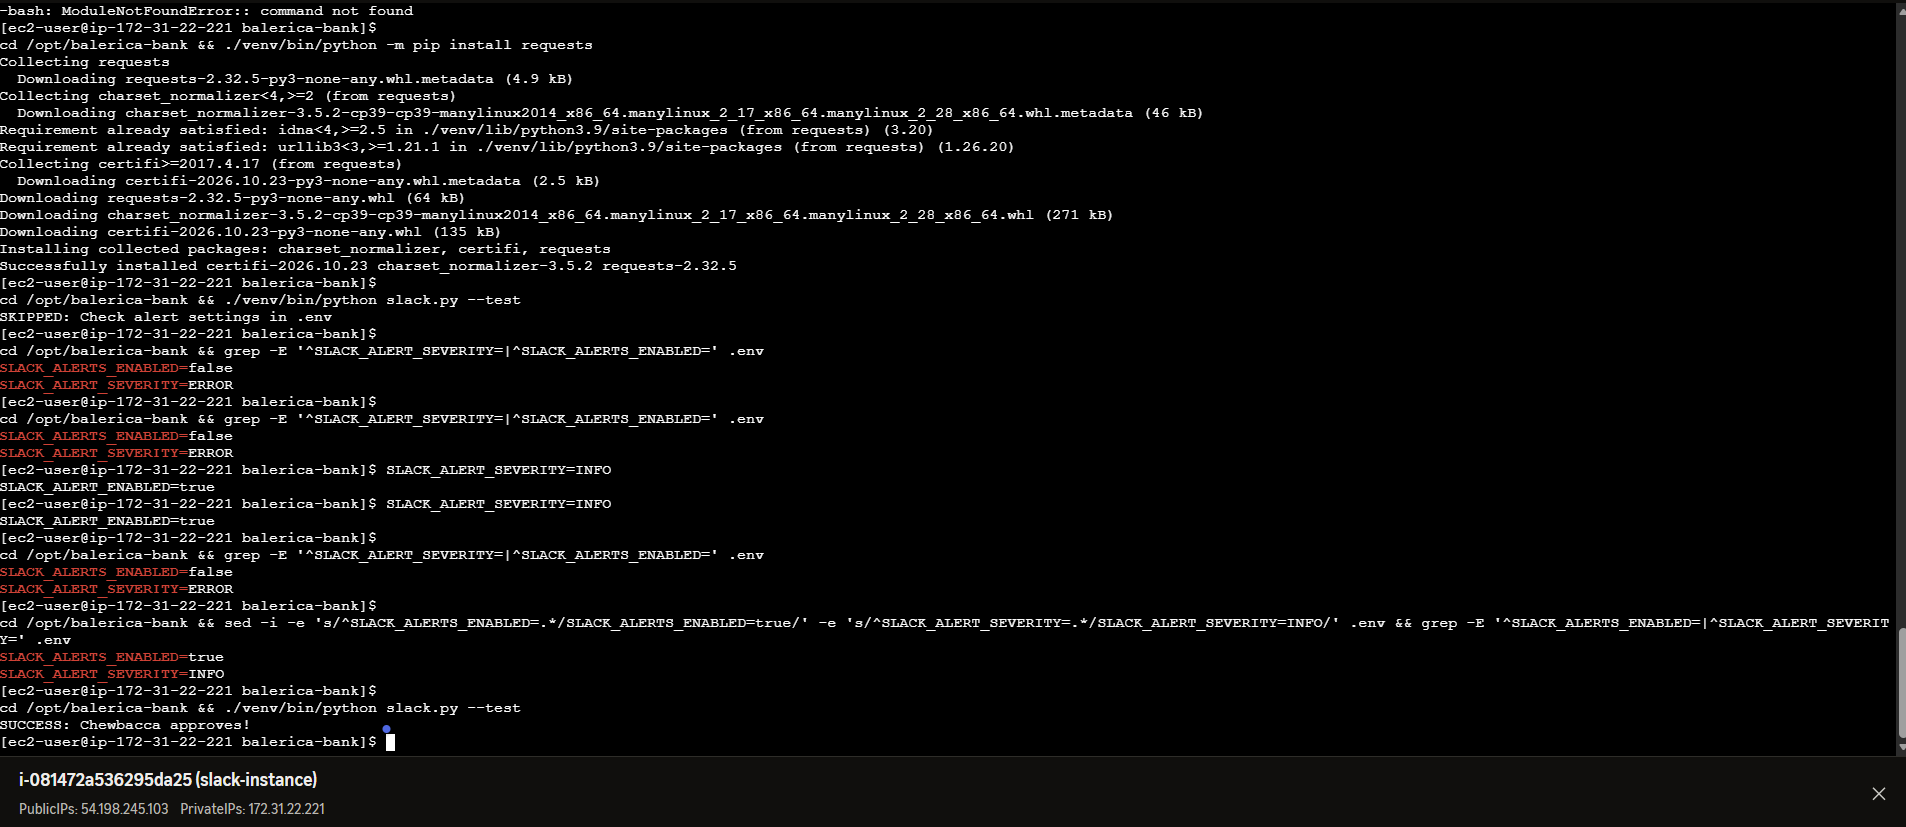 -bash: ModuleNotFoundError:: command not found
[ec2-user@ip-172-31-22-221 balerica-bank]$
cd /opt/balerica-bank && ./venv/bin/python -m pip install requests
Collecting requests
  Downloading requests-2.32.5-py3-none-any.whl.metadata (4.9 kB)
Collecting charset_normalizer<4,>=2 (from requests)
  Downloading charset_normalizer-3.5.2-cp39-cp39-manylinux2014_x86_64.manylinux_2_17_x86_64.manylinux_2_28_x86_64.whl.metadata (46 kB)
Requirement already satisfied: idna<4,>=2.5 in ./venv/lib/python3.9/site-packages (from requests) (3.20)
Requirement already satisfied: urllib3<3,>=1.21.1 in ./venv/lib/python3.9/site-packages (from requests) (1.26.20)
Collecting certifi>=2017.4.17 (from requests)
  Downloading certifi-2026.10.23-py3-none-any.whl.metadata (2.5 kB)
Downloading requests-2.32.5-py3-none-any.whl (64 kB)
Downloading charset_normalizer-3.5.2-cp39-cp39-manylinux2014_x86_64.manylinux_2_17_x86_64.manylinux_2_28_x86_64.whl (271 kB)
Downloading certifi-2026.10.23-py3-none-any.whl (135 kB)
Installing collected packages: charset_normalizer, certifi, requests
Successfully installed certifi-2026.10.23 charset_normalizer-3.5.2 requests-2.32.5
[ec2-user@ip-172-31-22-221 balerica-bank]$
cd /opt/balerica-bank && ./venv/bin/python slack.py --test
SKIPPED: Check alert settings in .env
[ec2-user@ip-172-31-22-221 balerica-bank]$
cd /opt/balerica-bank && grep -E '^SLACK_ALERT_SEVERITY=|^SLACK_ALERTS_ENABLED=' .env
SLACK_ALERTS_ENABLED=false
SLACK_ALERT_SEVERITY=ERROR
[ec2-user@ip-172-31-22-221 balerica-bank]$
cd /opt/balerica-bank && grep -E '^SLACK_ALERT_SEVERITY=|^SLACK_ALERTS_ENABLED=' .env
SLACK_ALERTS_ENABLED=false
SLACK_ALERT_SEVERITY=ERROR
[ec2-user@ip-172-31-22-221 balerica-bank]$ SLACK_ALERT_SEVERITY=INFO
SLACK_ALERT_ENABLED=true
[ec2-user@ip-172-31-22-221 balerica-bank]$ SLACK_ALERT_SEVERITY=INFO
SLACK_ALERT_ENABLED=true
[ec2-user@ip-172-31-22-221 balerica-bank]$
cd /opt/balerica-bank && grep -E '^SLACK_ALERT_SEVERITY=|^SLACK_ALERTS_ENABLED=' .env
SLACK_ALERTS_ENABLED=false
SLACK_ALERT_SEVERITY=ERROR
[ec2-user@ip-172-31-22-221 balerica-bank]$
cd /opt/balerica-bank && sed -i -e 's/^SLACK_ALERTS_ENABLED=.*/SLACK_ALERTS_ENABLED=true/' -e 's/^SLACK_ALERT_SEVERITY=.*/SLACK_ALERT_SEVERITY=INFO/' .env && grep -E '^SLACK_ALERTS_ENABLED=|^SLACK_ALERT_SEVERIT
Y=' .env
SLACK_ALERTS_ENABLED=true
SLACK_ALERT_SEVERITY=INFO
[ec2-user@ip-172-31-22-221 balerica-bank]$
cd /opt/balerica-bank && ./venv/bin/python slack.py --test
SUCCESS: Chewbacca approves!
[ec2-user@ip-172-31-22-221 balerica-bank]$
i-081472a536295da25 (slack-instance)
PublicIPs: 54.198.245.103 PrivateIPs: 172.31.22.221